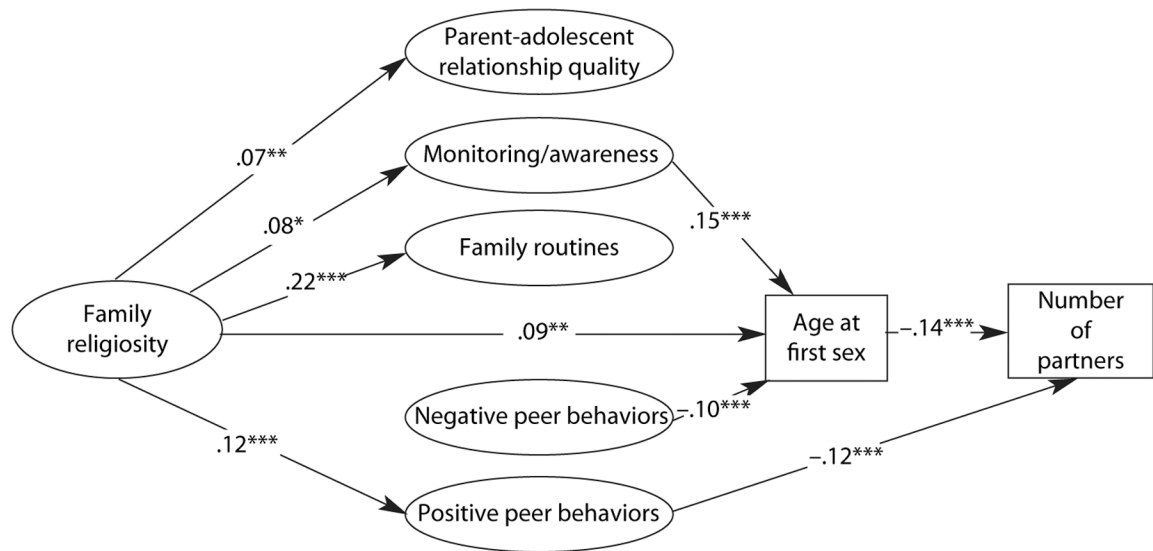 Parent-adolescent
relationship quality
.07**
Monitoring/awareness
.08*
.15***
Family routines
.22***
Family
religiosity
.09**
Age at
first sex
–.14***
Number
of
partners
Negative peer behaviors
–.10***
.12***
–.12***
Positive peer behaviors